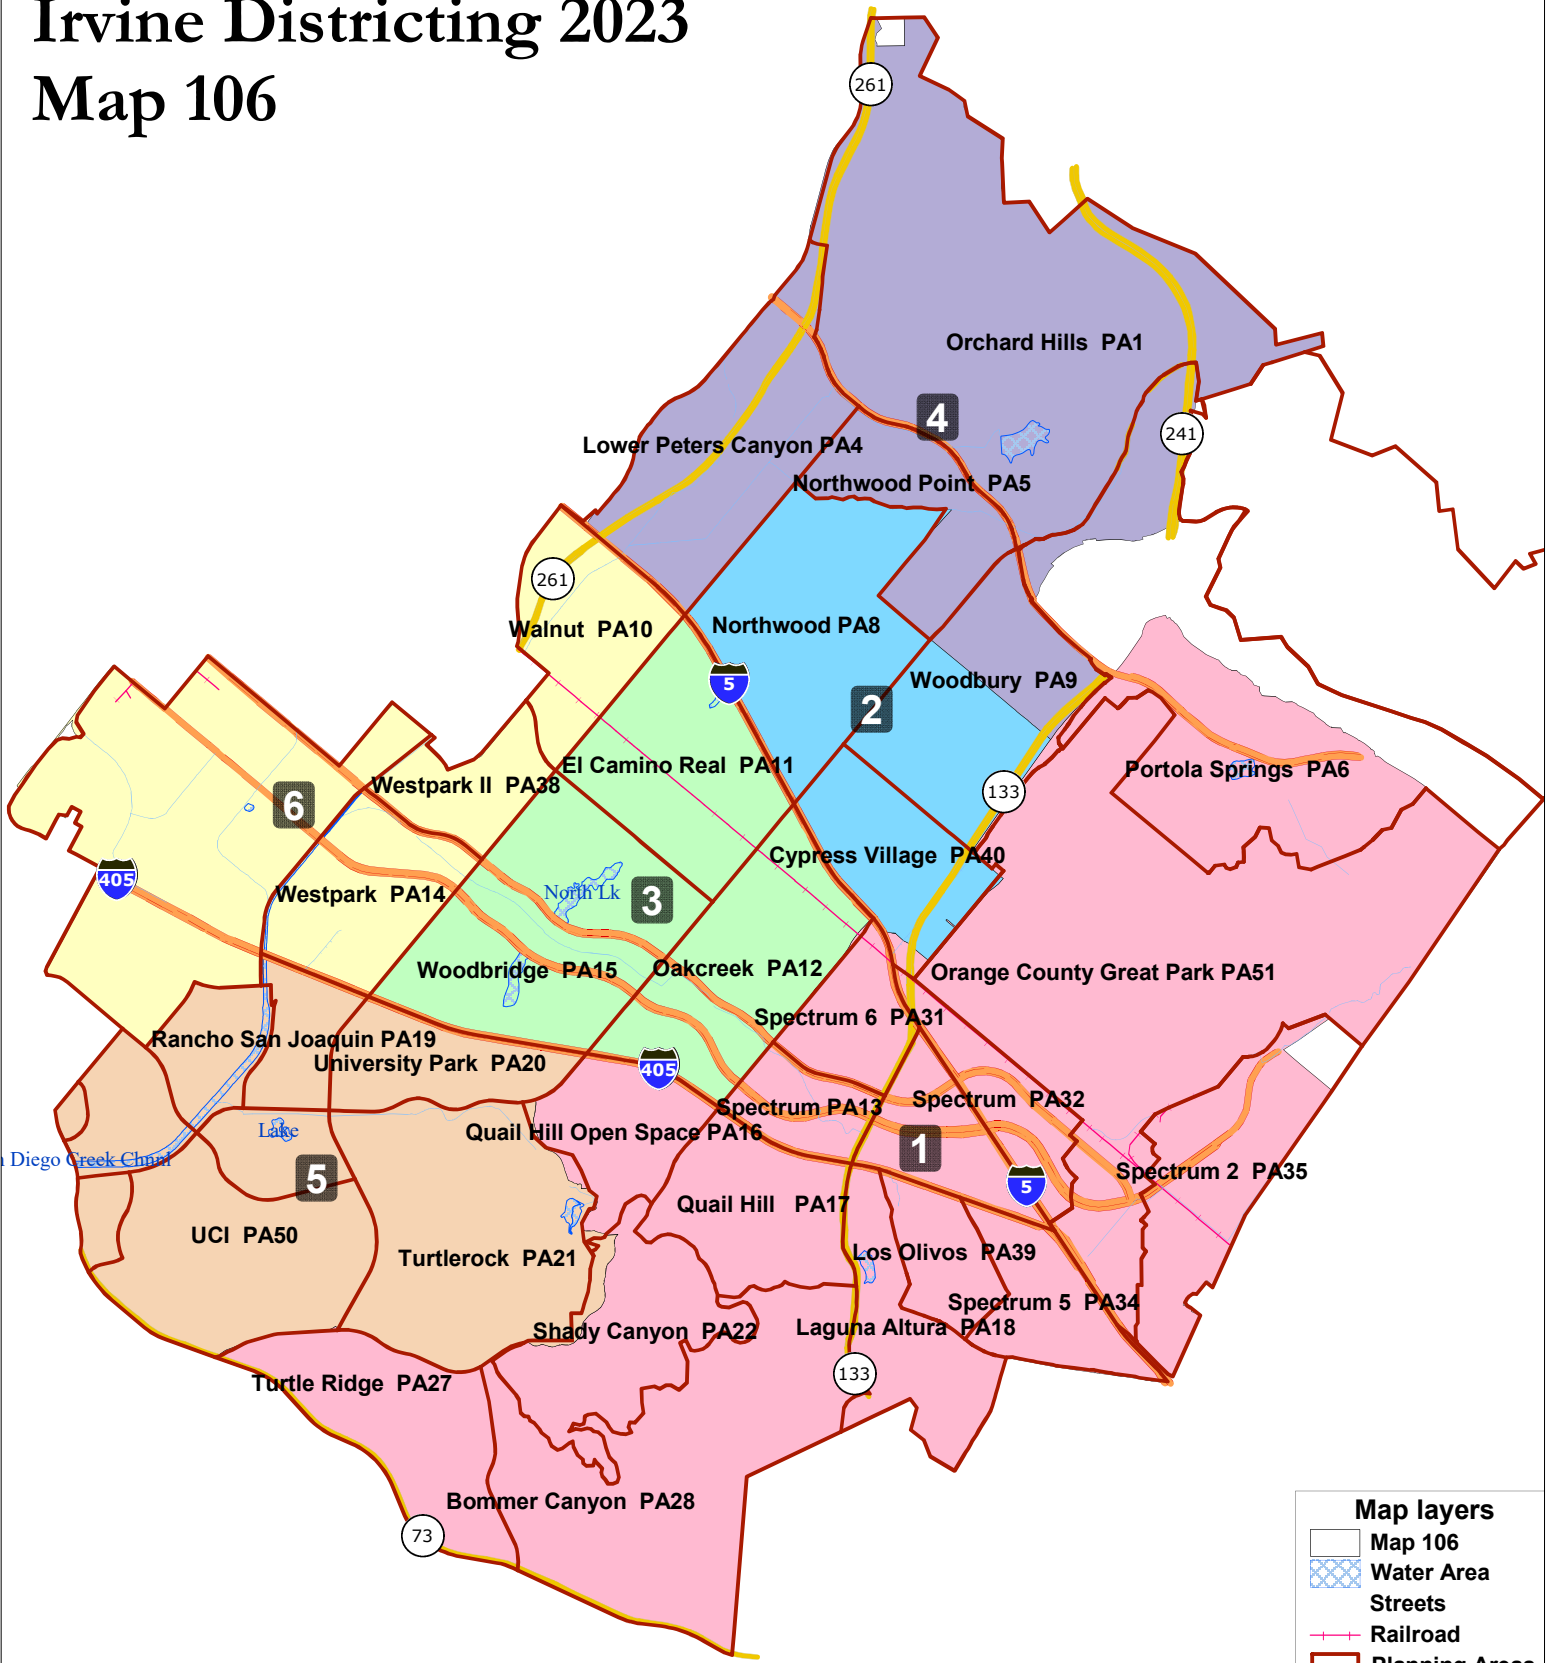 Irvine Districting 2023
Map 106
261
Orchard Hills PA1
4
241
Lower Peters Canyon PA4
Northwood Point PA5
261
Walnut PA10
Northwood PA8
5
Woodbury PA9
2
El Camino Real PA11
Westpark II PA38
Portola Springs PA6
6
133
Cypress Village PA40
405
Westpark PA14
North Lk
3
Woodbridge PA15
Oakcreek PA12
Orange County Great Park PA51
Spectrum 6 PA31
Rancho San Joaquin PA19
University Park PA20
405
Spectrum PA13
Spectrum PA32
Lake
Quail Hill Open Space PA16
1
Diego Creek Chnnl
5
Spectrum 2 PA35
5
Quail Hill PA17
UCI PA50
Turtlerock PA21
Los Olivos PA39
Spectrum 5 PA34
Shady Canyon PA22
Laguna Altura PA18
133
Turtle Ridge PA27
Bommer Canyon PA28
73
Map layers
Map 106
Water Area
Streets
Railroad
Planning Areas